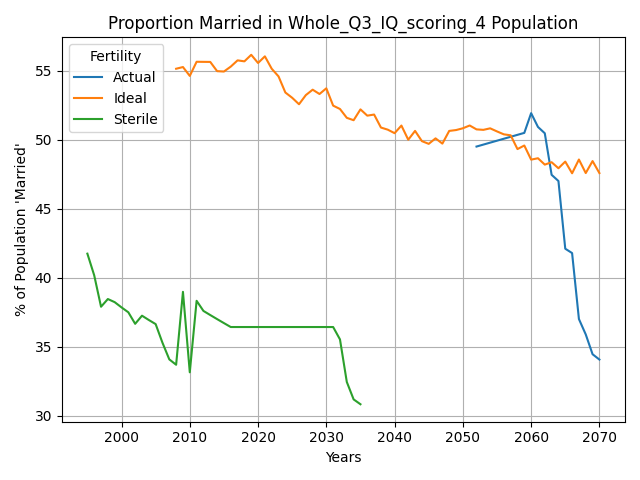 Proportion Married in Whole_Q3_IQ_scoring_4 Population
Fertility
Actual
Ideal
Sterile
% of Population 'Married'
55
50
45
40
35
30
2000
2010
2020
2030
2040
2050
2060
2070
Years